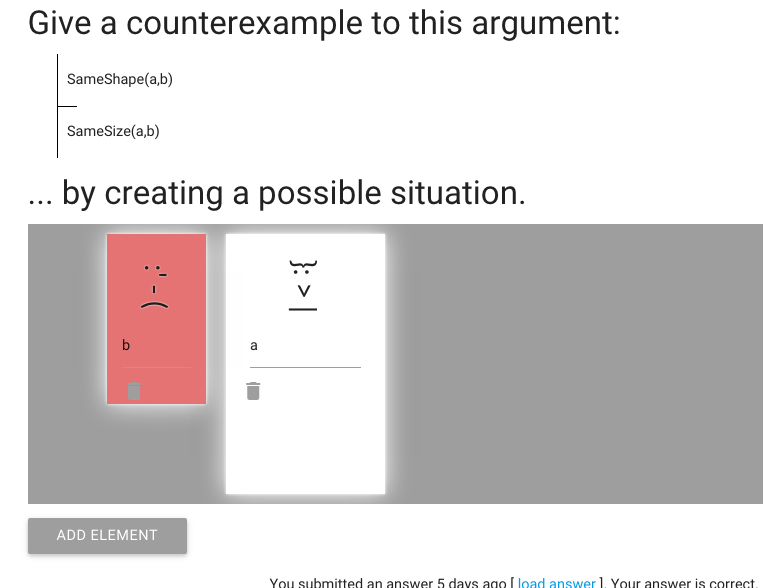 Give a counterexample to this argument:
SameShape(a,b)
SameSize(a,b)
... by creating a possible situation.
b
a
ADD ELEMENT
You submitted an answer 5 days ago [ load answer ]. Your answer is correct.